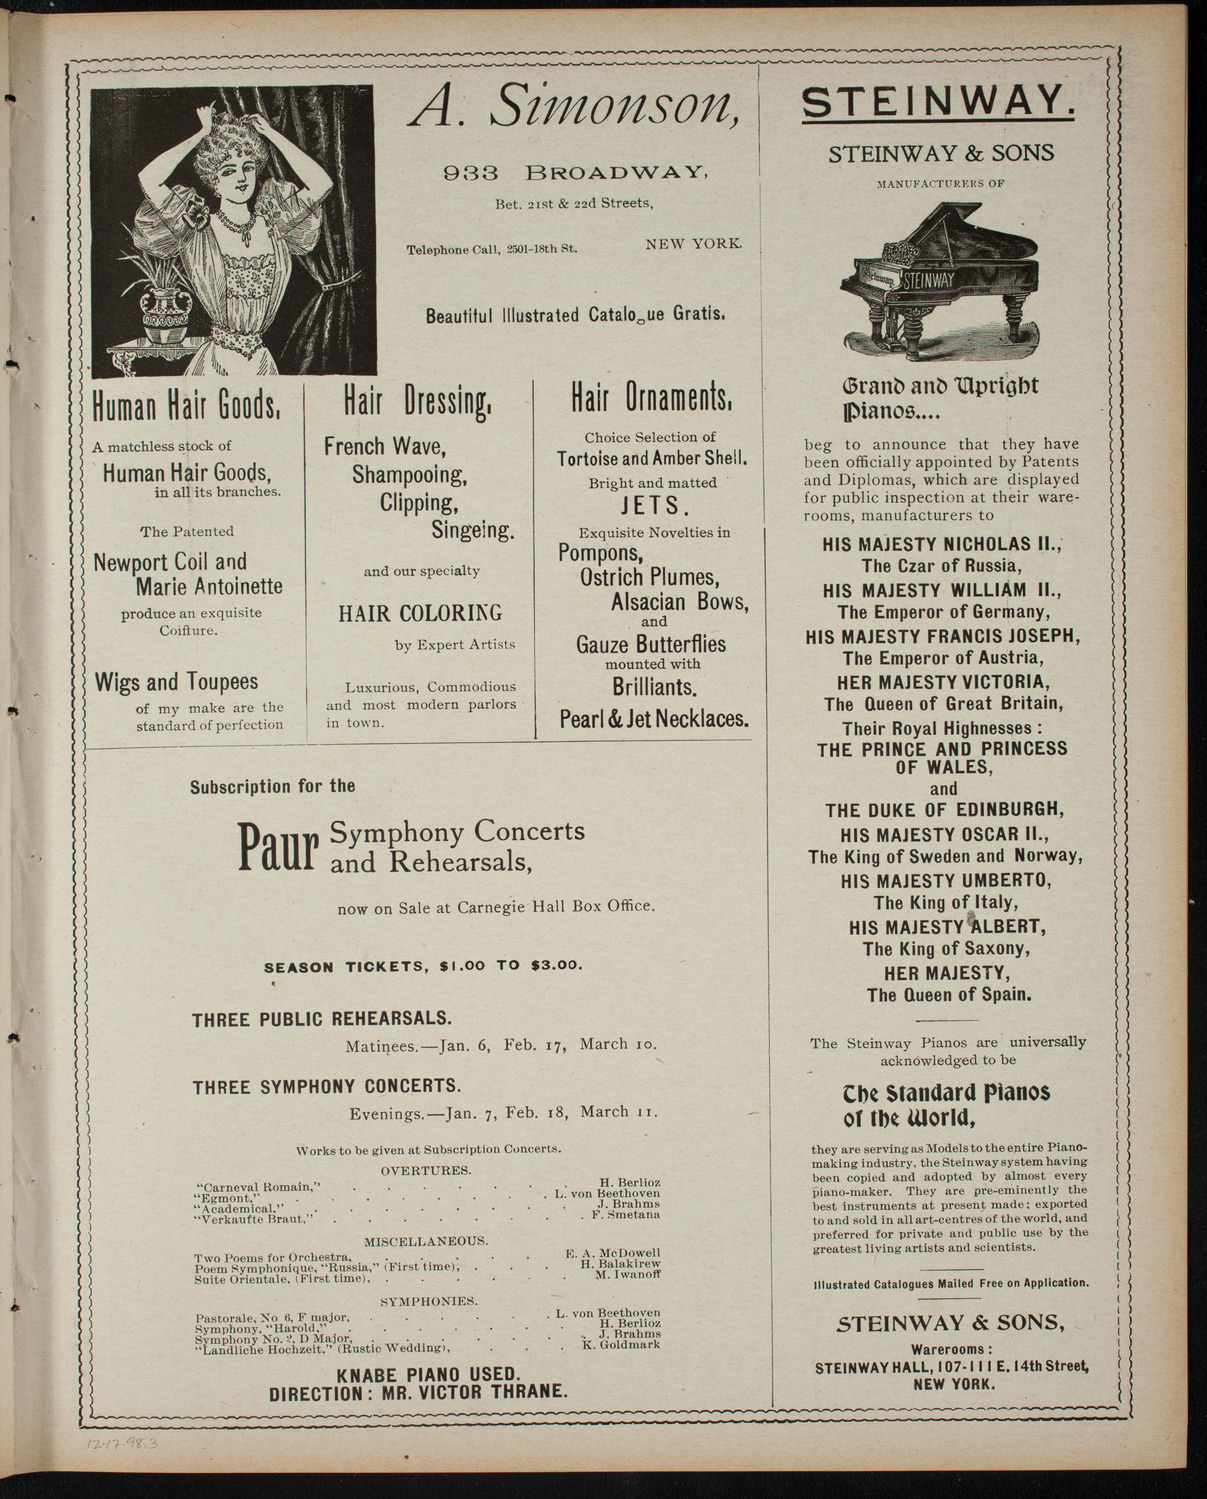 A. Simonson,
933 BROADWAY,
Bet. 21st & 22d Streets,
Telephone Call, 2501-18th St.
NEW YORK.
Beautiful Illustrated Catalogue Gratis.
Human Hair Goods,
A matchless stock of
Human Hair Goods,
in all its branches.
The Patented
Newport Coil and
Marie Antoinette
produce an exquisite
Coiffure.
Wigs and Toupees
of my make are the
standard of perfection
Hair Dressing,
French Wave,
Shampooing,
Clipping,
Singeing.
and our specialty
HAIR COLORING
by Expert Artists
Luxurious, Commodious
and most modern parlors
in town.
Hair Ornaments,
Choice Selection of
Tortoise and Amber Shell.
Bright and matted
JETS.
Exquisite Novelties in
Pompons,
Ostrich Plumes,
Alsacian Bows,
and
Gauze Butterflies
mounted with
Brilliants.
Pearl & Jet Necklaces.
Subscription for the
Paur Symphony Concerts
and Rehearsals,
now on Sale at Carnegie Hall Box Office.
SEASON TICKETS, $1.00 TO $3.00.
THREE PUBLIC REHEARSALS.
Matinees.—Jan. 6, Feb. 17, March 10.
THREE SYMPHONY CONCERTS.
Evenings.—Jan. 7, Feb. 18, March 11.
Works to be given at Subscription Concerts.
OVERTURES.
"Carneval Romain," . . . . . . H. Berlioz
"Egmont," . . . . . . L. von Beethoven
"Academical," . . . . . . J. Brahms
"Verkaufte Braut," . . . . . . F. Smetana
MISCELLANEOUS.
Two Poems for Orchestra, . . . . E. A. McDowell
Poem Symphonique, "Russia," (First time), . . . H. Balakirew
Suite Orientale, (First time), . . . . . M. Iwanoff
SYMPHONIES.
Pastorale, No 6, F major, . . . . . L. von Beethoven
Symphony, "Harold," . . . . . . H. Berlioz
Symphony No. 2, D Major, . . . . . J. Brahms
"Landliche Hochzeit," (Rustic Wedding), . . . K. Goldmark
KNABE PIANO USED.
DIRECTION: MR. VICTOR THRANE.
STEINWAY.
STEINWAY & SONS
MANUFACTURERS OF
Steinway
STEINWAY
Grand and Upright
Pianos....
beg to announce that they have
been officially appointed by Patents
and Diplomas, which are displayed
for public inspection at their ware-
rooms, manufacturers to
HIS MAJESTY NICHOLAS II.,
The Czar of Russia,
HIS MAJESTY WILLIAM II.,
The Emperor of Germany,
HIS MAJESTY FRANCIS JOSEPH,
The Emperor of Austria,
HER MAJESTY VICTORIA,
The Queen of Great Britain,
Their Royal Highnesses:
THE PRINCE AND PRINCESS
OF WALES,
and
THE DUKE OF EDINBURGH,
HIS MAJESTY OSCAR II.,
The King of Sweden and Norway,
HIS MAJESTY UMBERTO,
The King of Italy,
HIS MAJESTY ALBERT,
The King of Saxony,
HER MAJESTY,
The Queen of Spain.
The Steinway Pianos are universally
acknowledged to be
The Standard Pianos
of the World,
they are serving as Models to the entire Piano-
making industry, the Steinway system having
been copied and adopted by almost every
piano-maker. They are pre-eminently the
best instruments at present made; exported
to and sold in all art-centres of the world, and
preferred for private and public use by the
greatest living artists and scientists.
Illustrated Catalogues Mailed Free on Application.
STEINWAY & SONS,
Warerooms:
STEINWAY HALL, 107-111 E. 14th Street,
NEW YORK.
12-17-98.3